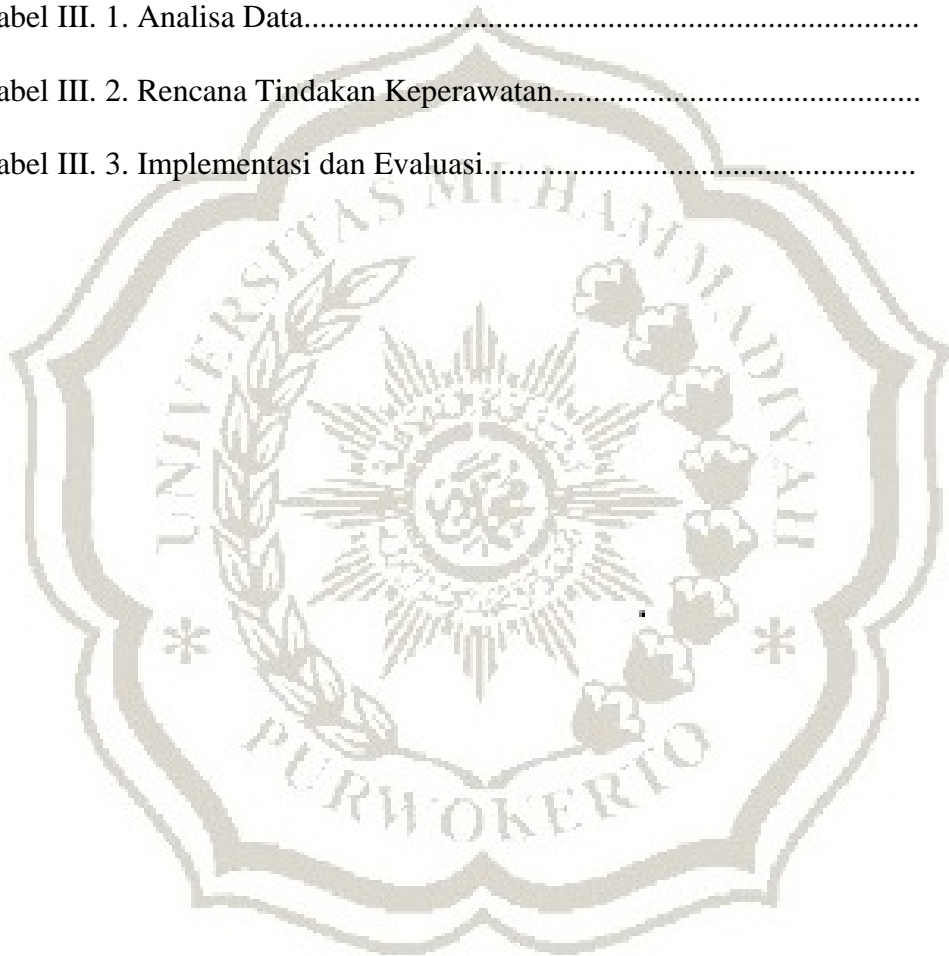 abel III. 1. Analisa Data.............................................................................
abel III. 2. Rencana Tindakan Keperawatan..............................................
abel III. 3. Implementasi dan Evaluasi......................................................
UNIVERSITAS MUHAMMADIYAH
* PURWOKERTO *